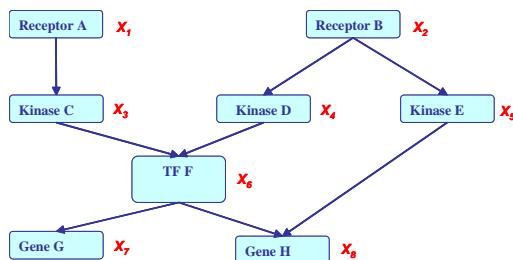 Receptor A
X1
Receptor B
X2
Kinase C
X3
Kinase D
X4
Kinase E
X5
TF F
X6
Gene G
X7
Gene H
X8